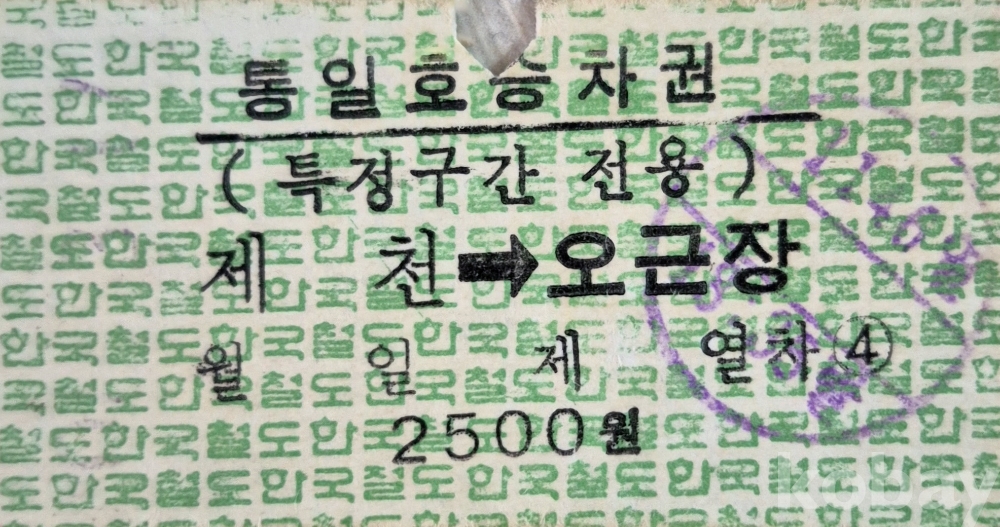 통일호승차권
(특정구간 전용)
제 천➡오근장
월 일 제 열차④
2500원
kobay